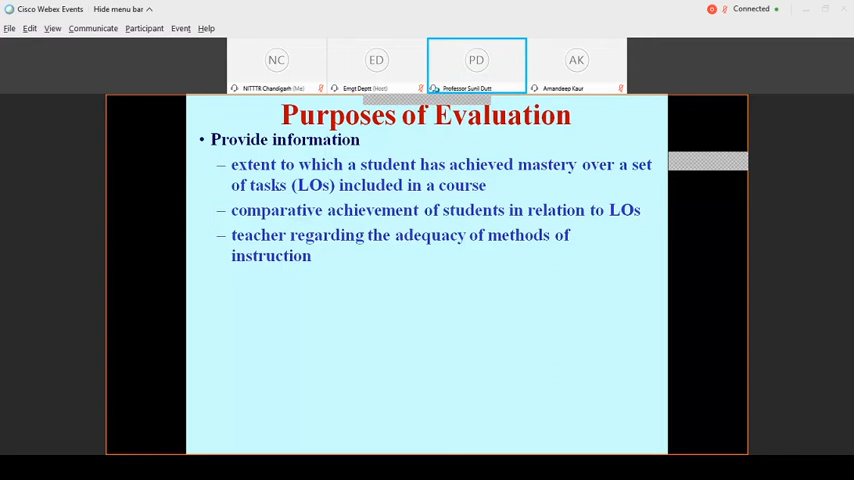 Cisco Webex Events Hide menu bar Connected
File Edit View Communicate Participant Event Help
NC ED PD AK
NITTTR Chandigarh (Me) Emgt Deptt (Host) Professor Sunil Dutt Amandeep Kaur
Purposes of Evaluation
• Provide information
– extent to which a student has achieved mastery over a set
of tasks (LOs) included in a course
– comparative achievement of students in relation to LOs
– teacher regarding the adequacy of methods of
instruction